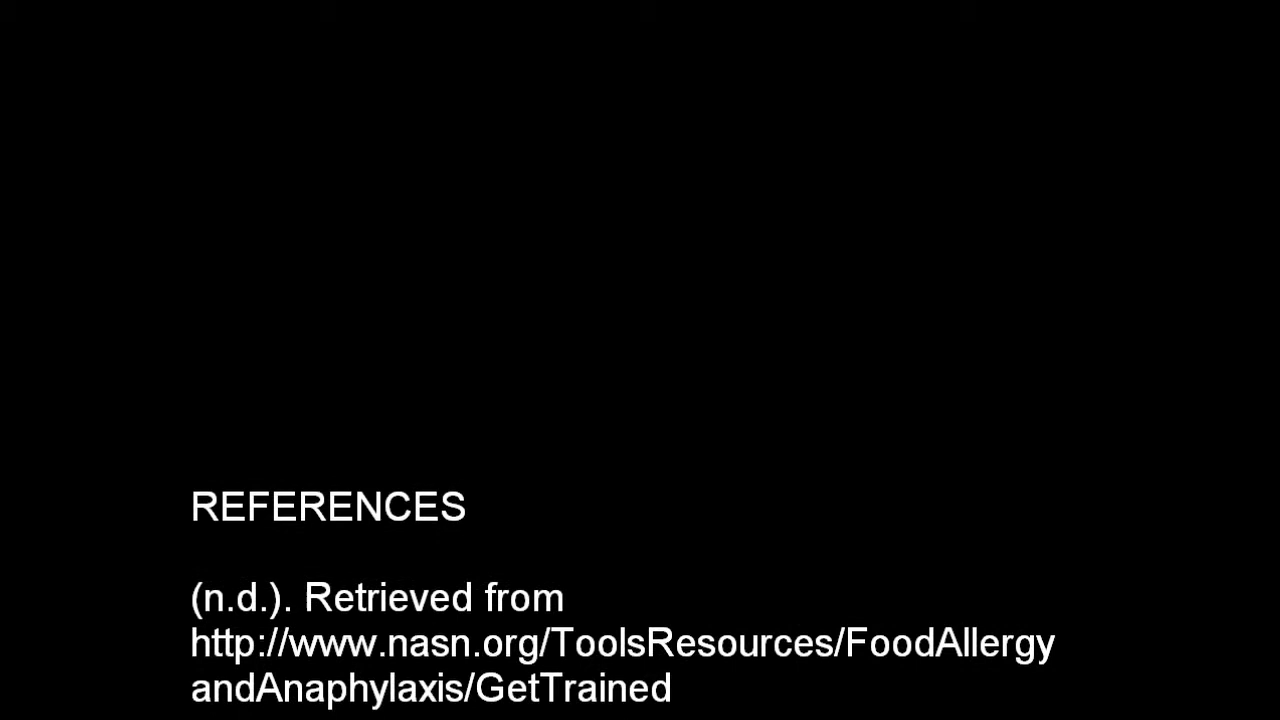 REFERENCES
(n.d.). Retrieved from
http://www.nasn.org/ToolsResources/FoodAllergy
andAnaphylaxis/GetTrained